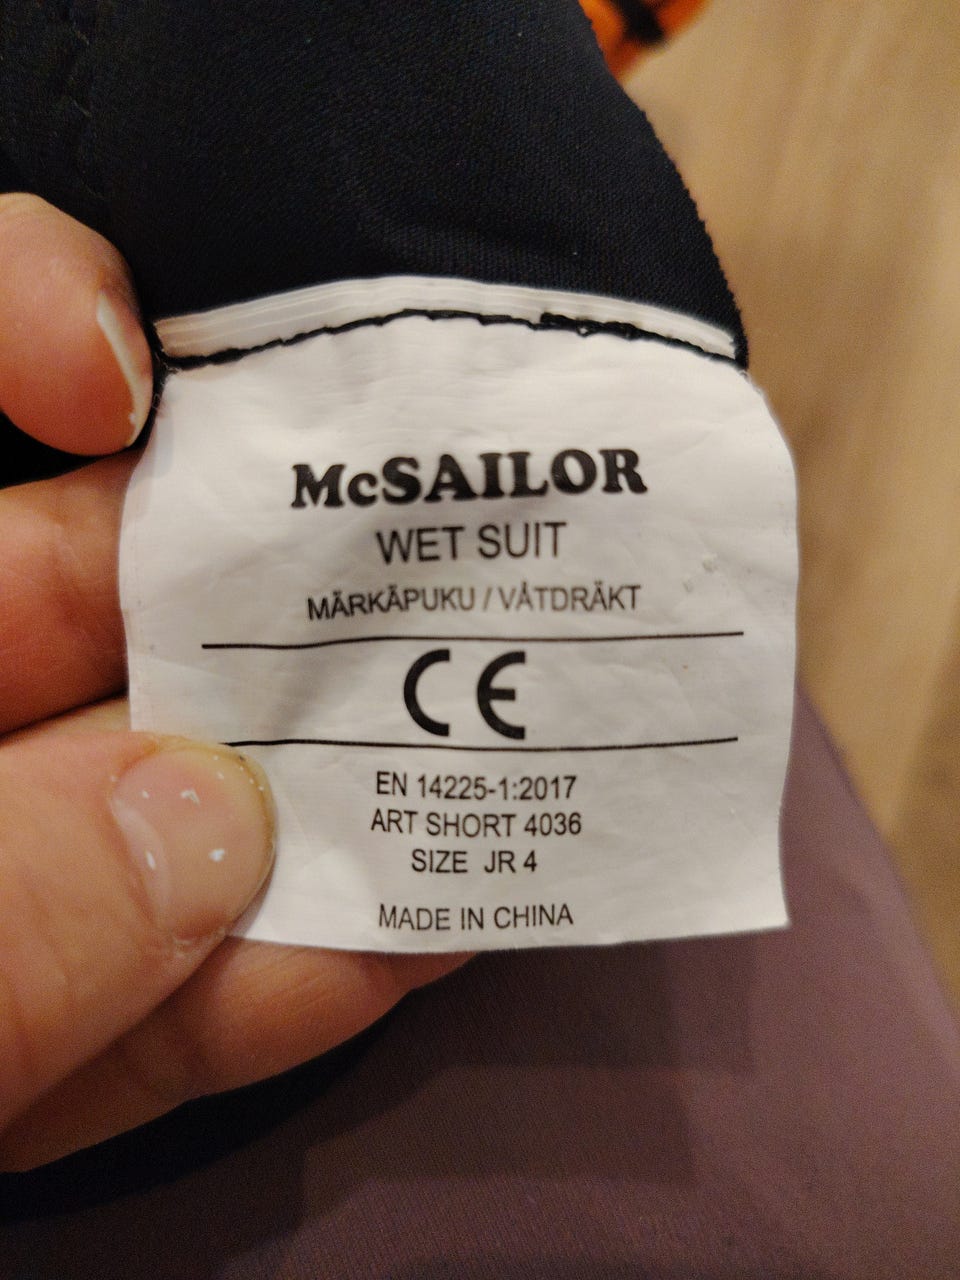 McSAILOR
WET SUIT
MÄRKÄPUKU / VÅTDRÄKT
CE
EN 14225-1:2017
ART SHORT 4036
SIZE JR 4
MADE IN CHINA